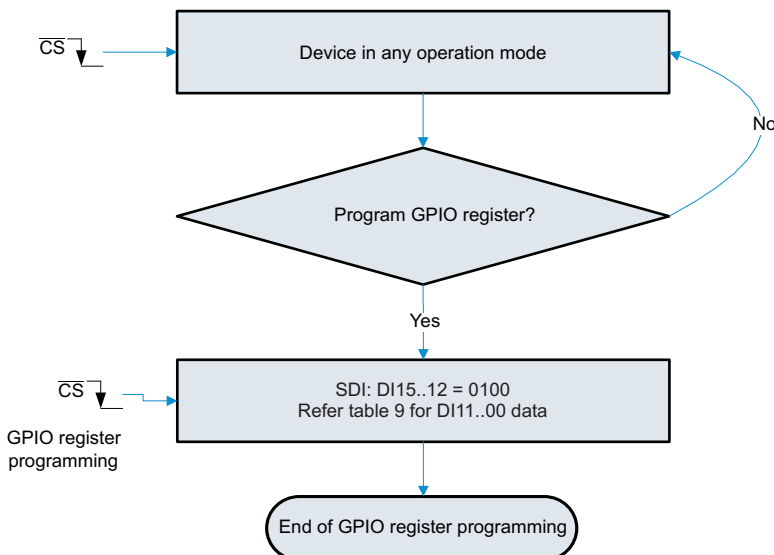 CS
Device in any operation mode
No
Program GPIO register?
Yes
CS
SDI: DI15..12 = 0100
Refer table 9 for DI11..00 data
GPIO register
programming
End of GPIO register programming